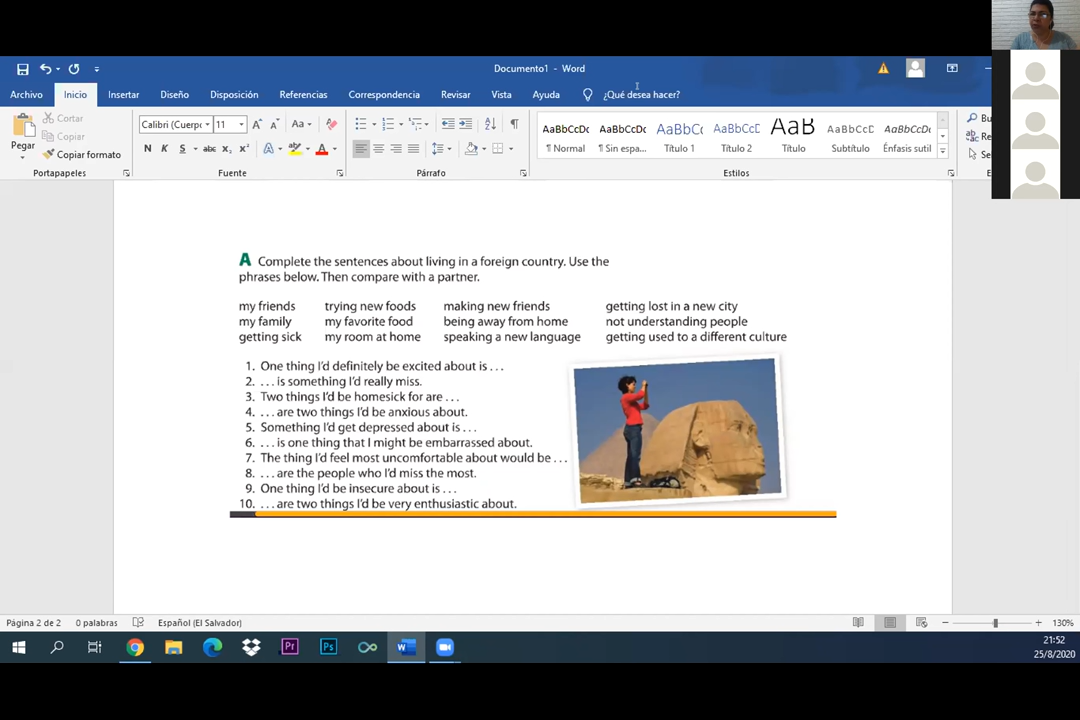 Documento1 - Word
Archivo Inicio Insertar Diseño Disposición Referencias Correspondencia Revisar Vista Ayuda ¿Qué desea hacer?
Pegar
Cortar
Copiar
Copiar formato
Portapapeles
Calibri (Cuerpo 11
Fuente
Párrafo
AaBbCcDc AaBbCcDc AaBbCc AaBbCcD AaB AaBbCcD AaBbCcDc
¶ Normal ¶ Sin espa... Título 1 Título 2 Título Subtítulo Énfasis sutil
Estilos
A Complete the sentences about living in a foreign country. Use the
phrases below. Then compare with a partner.
my friends trying new foods making new friends getting lost in a new city
my family my favorite food being away from home not understanding people
getting sick my room at home speaking a new language getting used to a different culture
1. One thing I'd definitely be excited about is . . .
2. . . . is something I'd really miss.
3. Two things I'd be homesick for are . . .
4. . . . are two things I'd be anxious about.
5. Something I'd get depressed about is . . .
6. . . . is one thing that I might be embarrassed about.
7. The thing I'd feel most uncomfortable about would be . . .
8. . . . are the people who I'd miss the most.
9. One thing I'd be insecure about is . . .
10. . . . are two things I'd be very enthusiastic about.
Página 2 de 2 0 palabras Español (El Salvador) 130%
21:52
25/8/2020